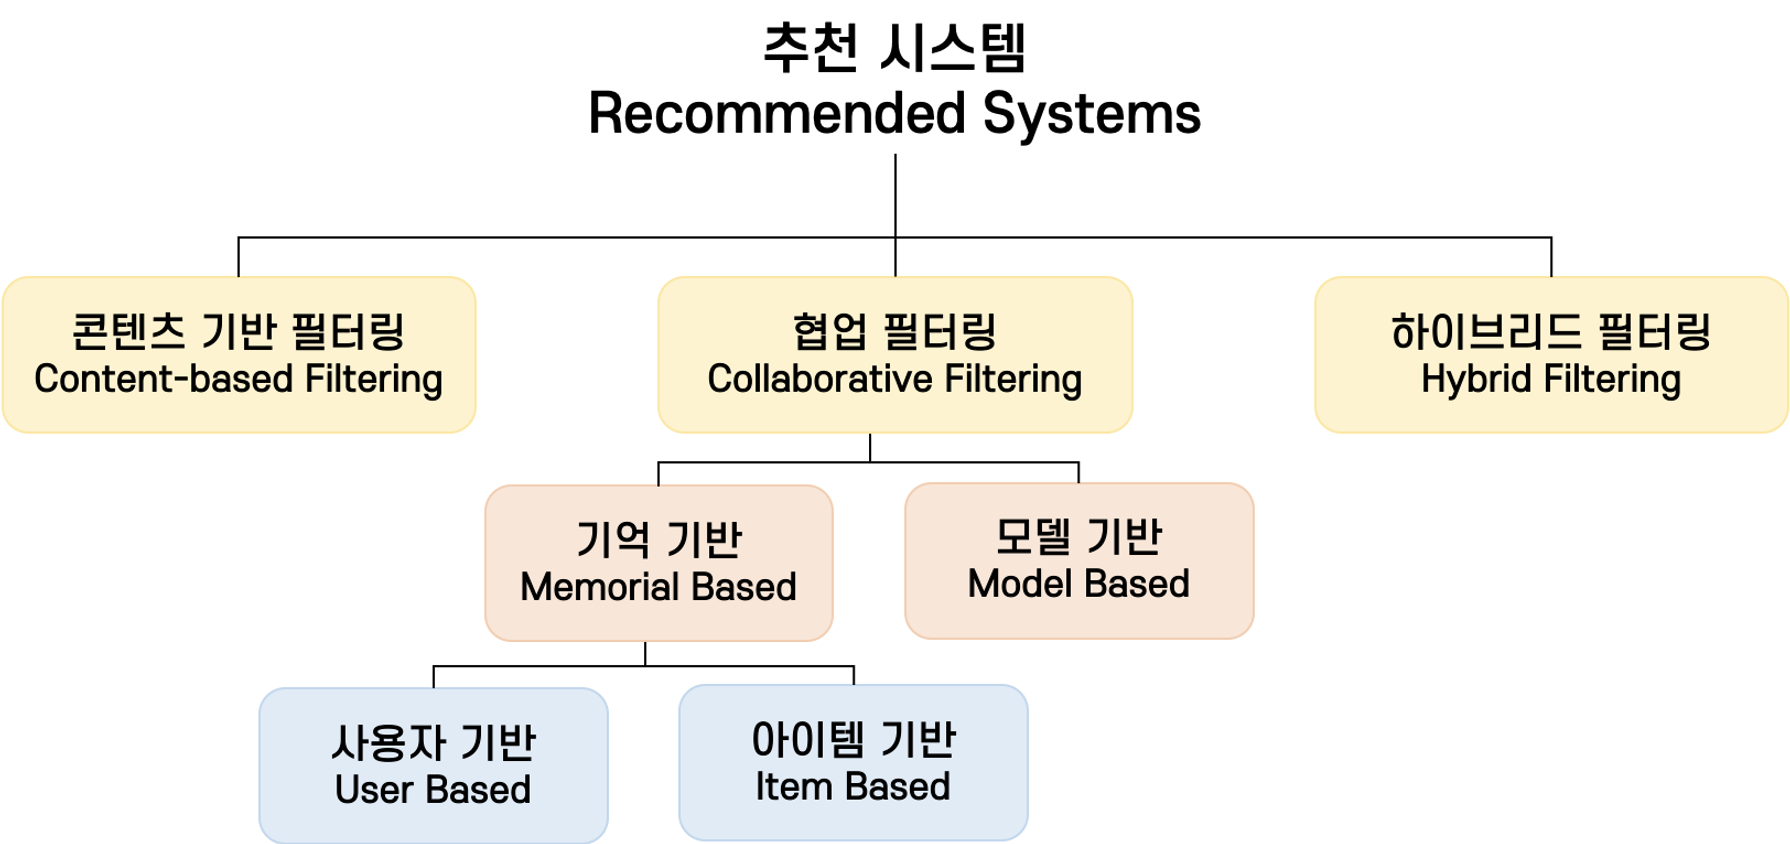 추천 시스템
Recommended Systems
콘텐츠 기반 필터링
Content-based Filtering
협업 필터링
Collaborative Filtering
하이브리드 필터링
Hybrid Filtering
기억 기반
Memorial Based
모델 기반
Model Based
사용자 기반
User Based
아이템 기반
Item Based